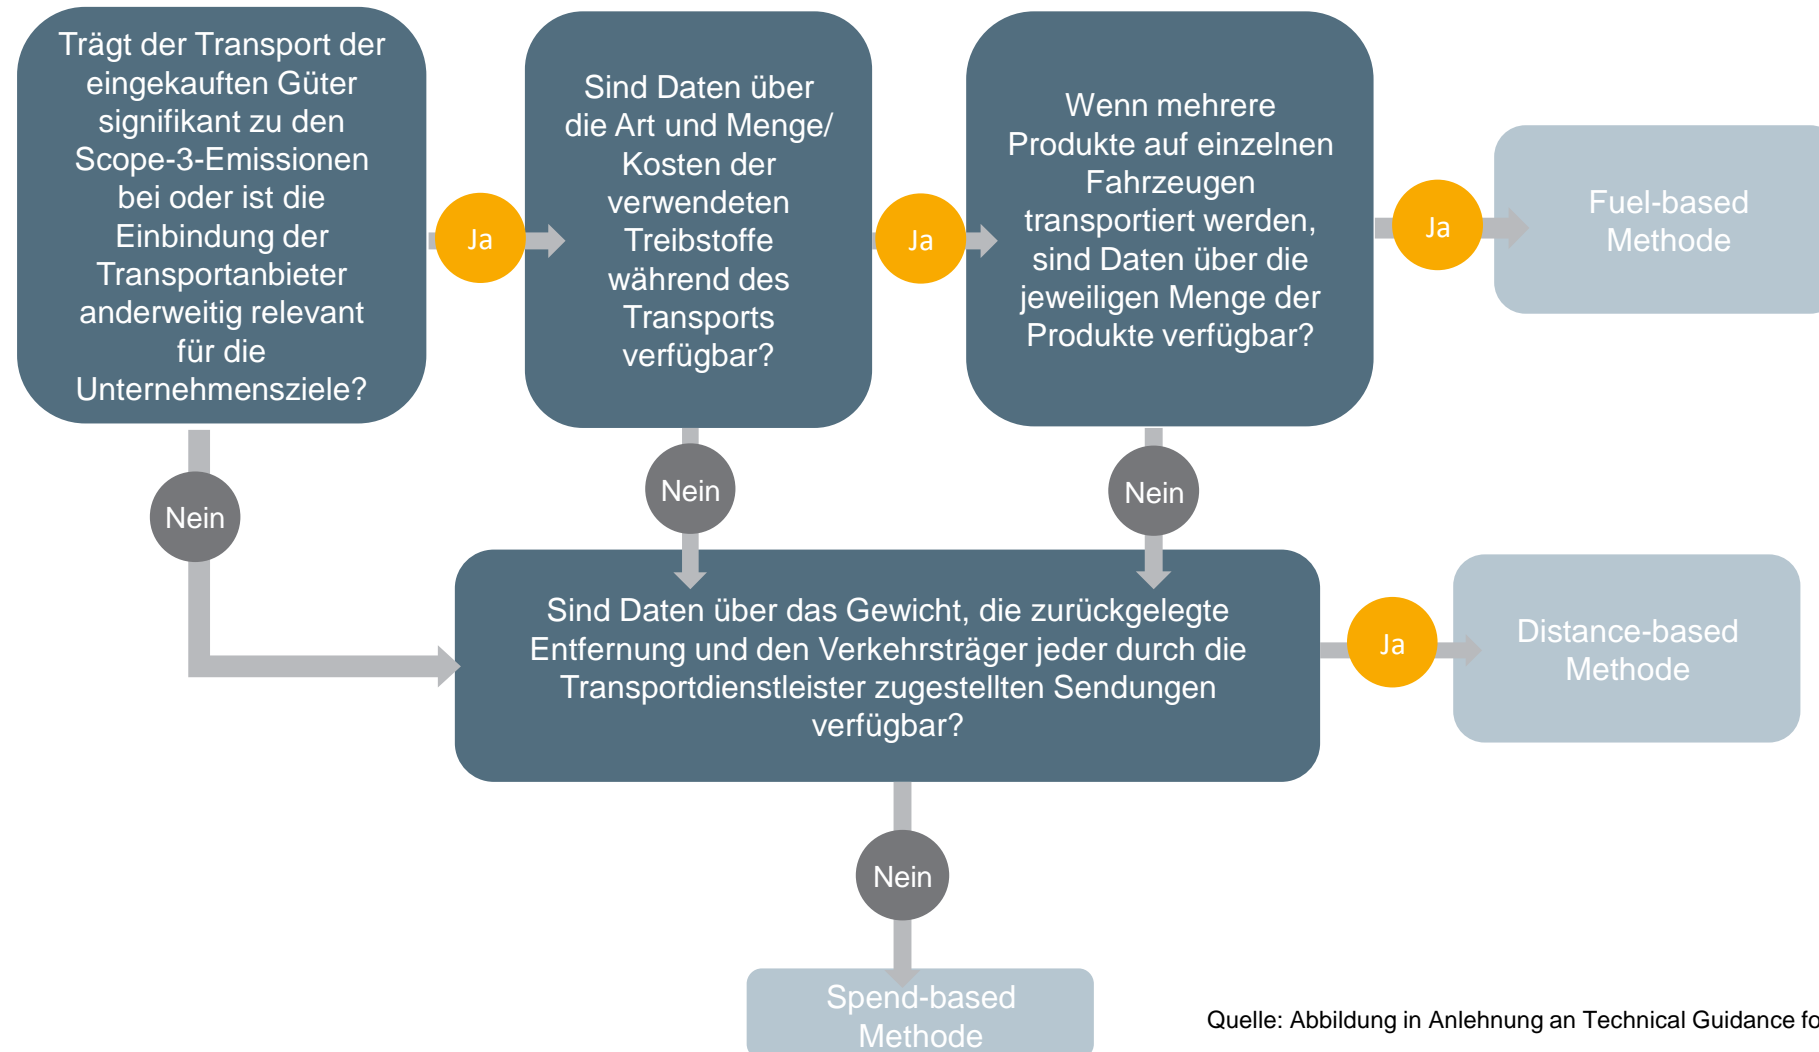 Trägt der Transport der
eingekauften Güter
signifikant zu den
Scope-3-Emissionen
bei oder ist die
Einbindung der
Transportanbieter
anderweitig relevant
für die
Unternehmensziele?
Ja
Sind Daten über
die Art und Menge/
Kosten der
verwendeten
Treibstoffe
während des
Transports
verfügbar?
Ja
Wenn mehrere
Produkte auf einzelnen
Fahrzeugen
transportiert werden,
sind Daten über die
jeweiligen Menge der
Produkte verfügbar?
Ja
Fuel-based
Methode
Nein
Nein
Nein
Sind Daten über das Gewicht, die zurückgelegte
Entfernung und den Verkehrsträger jeder durch die
Transportdienstleister zugestellten Sendungen
verfügbar?
Ja
Distance-based
Methode
Nein
Spend-based
Methode
Quelle: Abbildung in Anlehnung an Technical Guidance fo